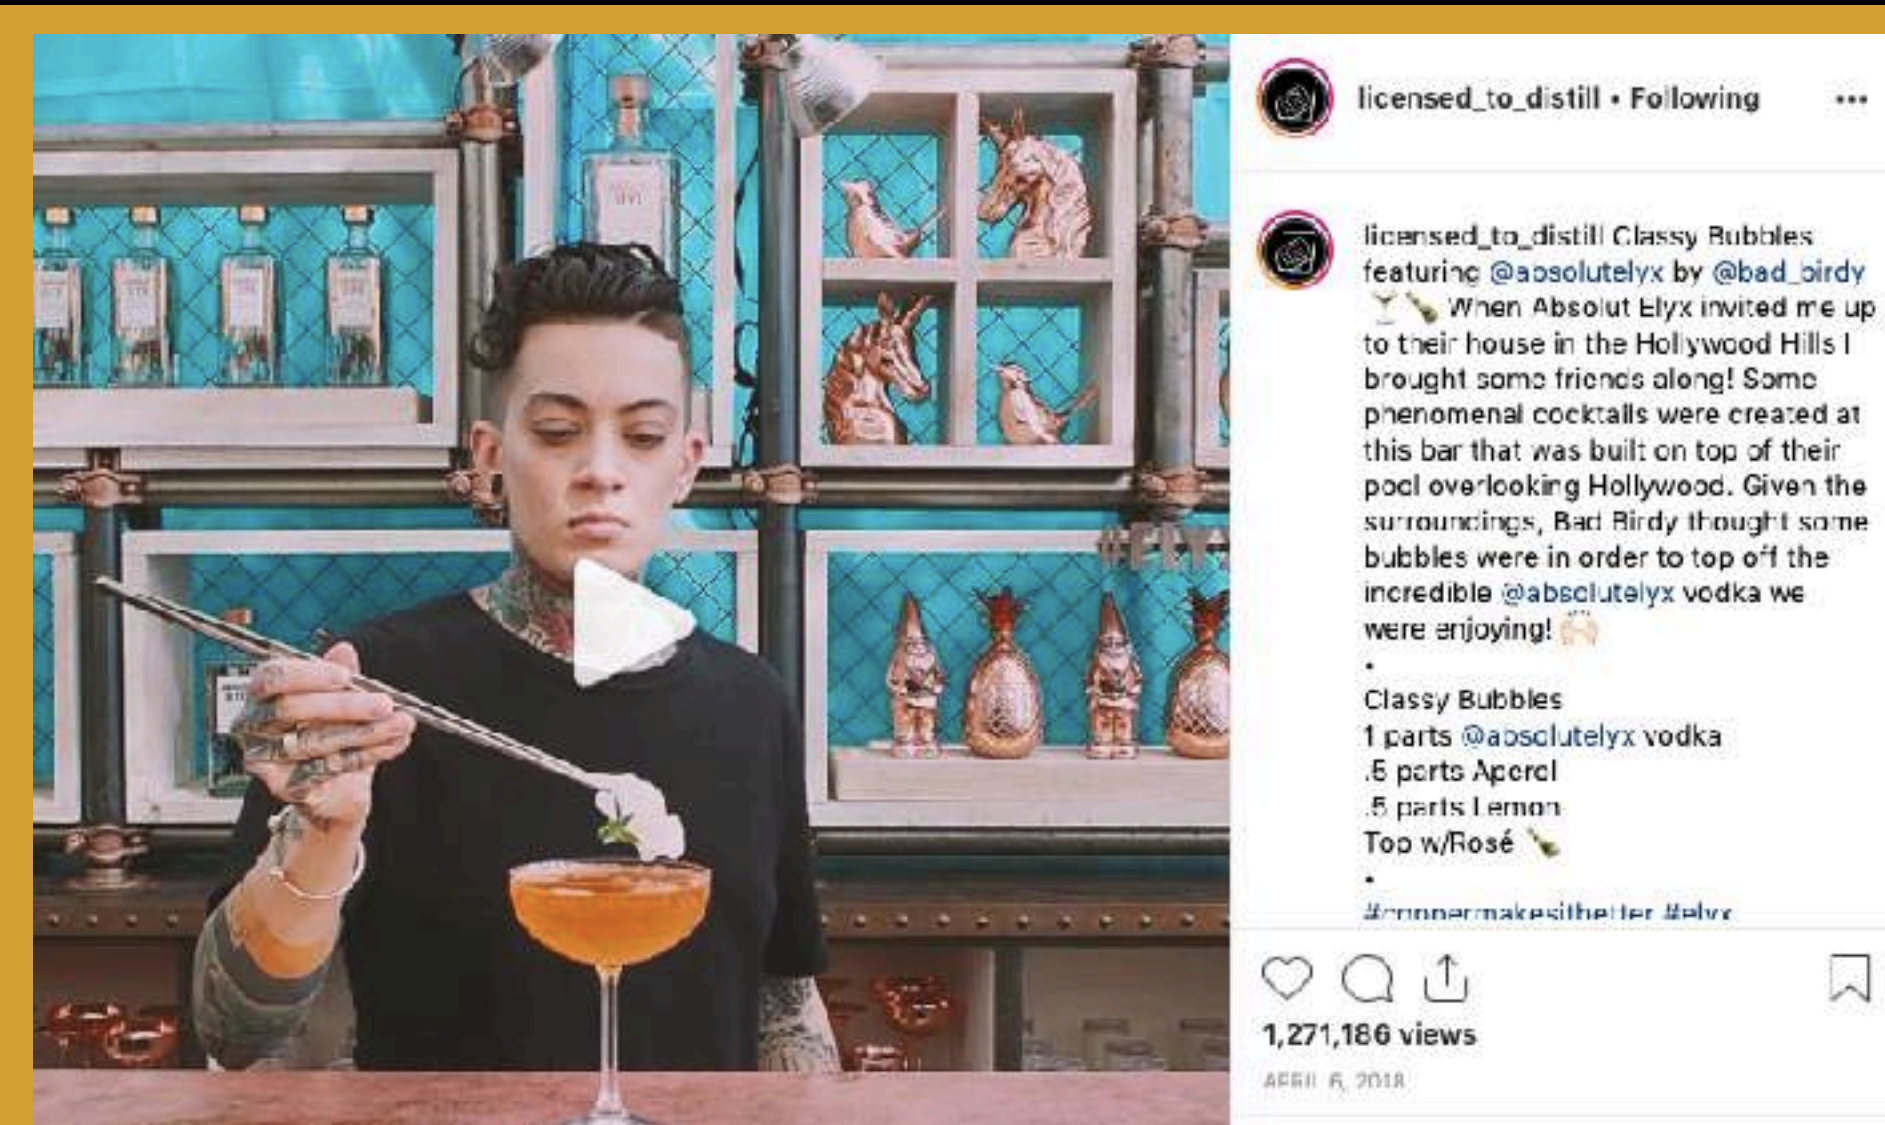 licensed_to_distill • Following
licensed_to_distill Classy Bubbles
featuring @absolutelyx by @bad_birdy
When Absolut Elyx invited me up
to their house in the Hollywood Hills I
brought some friends along! Some
phenomenal cocktails were created at
this bar that was built on top of their
pool overlooking Hollywood. Given the
surroundings, Bad Birdy thought some
bubbles were in order to top off the
incredible @absolutelyx vodka we
were enjoying!
•
Classy Bubbles
1 parts @absolutelyx vodka
.5 parts Aperol
.5 parts Lemon
Top w/Rosé
•
#coppermakesitbetter #elyx
1,271,186 views
APRIL 6, 2018